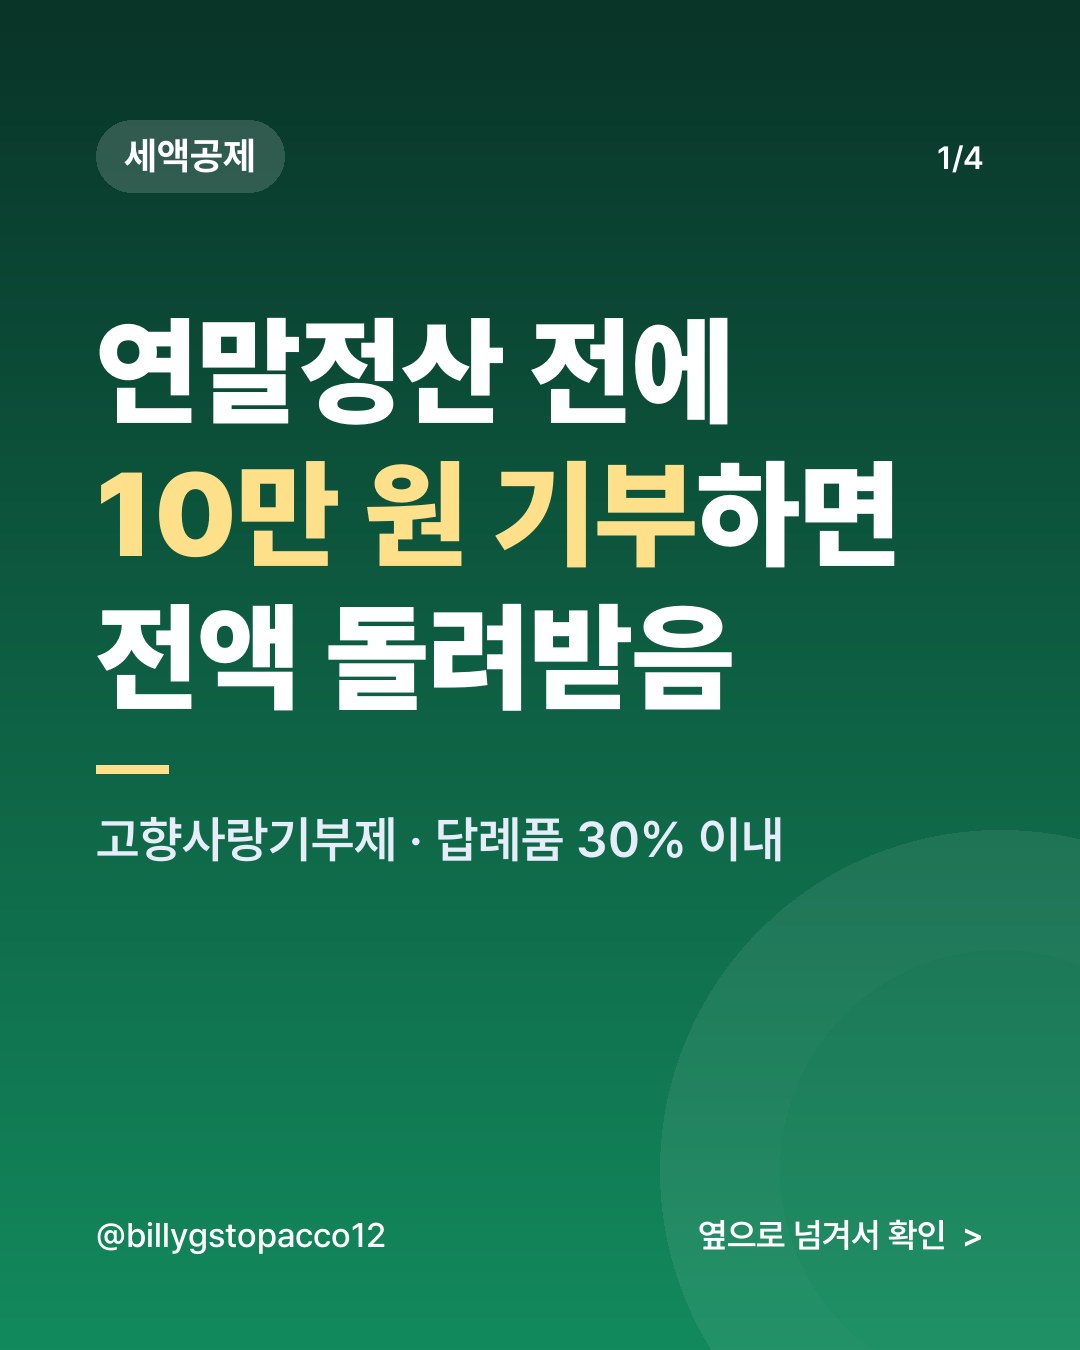 세액공제
1/4
연말정산 전에
10만 원 기부하면
전액 돌려받음
고향사랑기부제 · 답례품 30% 이내
@billygstopacco12
옆으로 넘겨서 확인 >